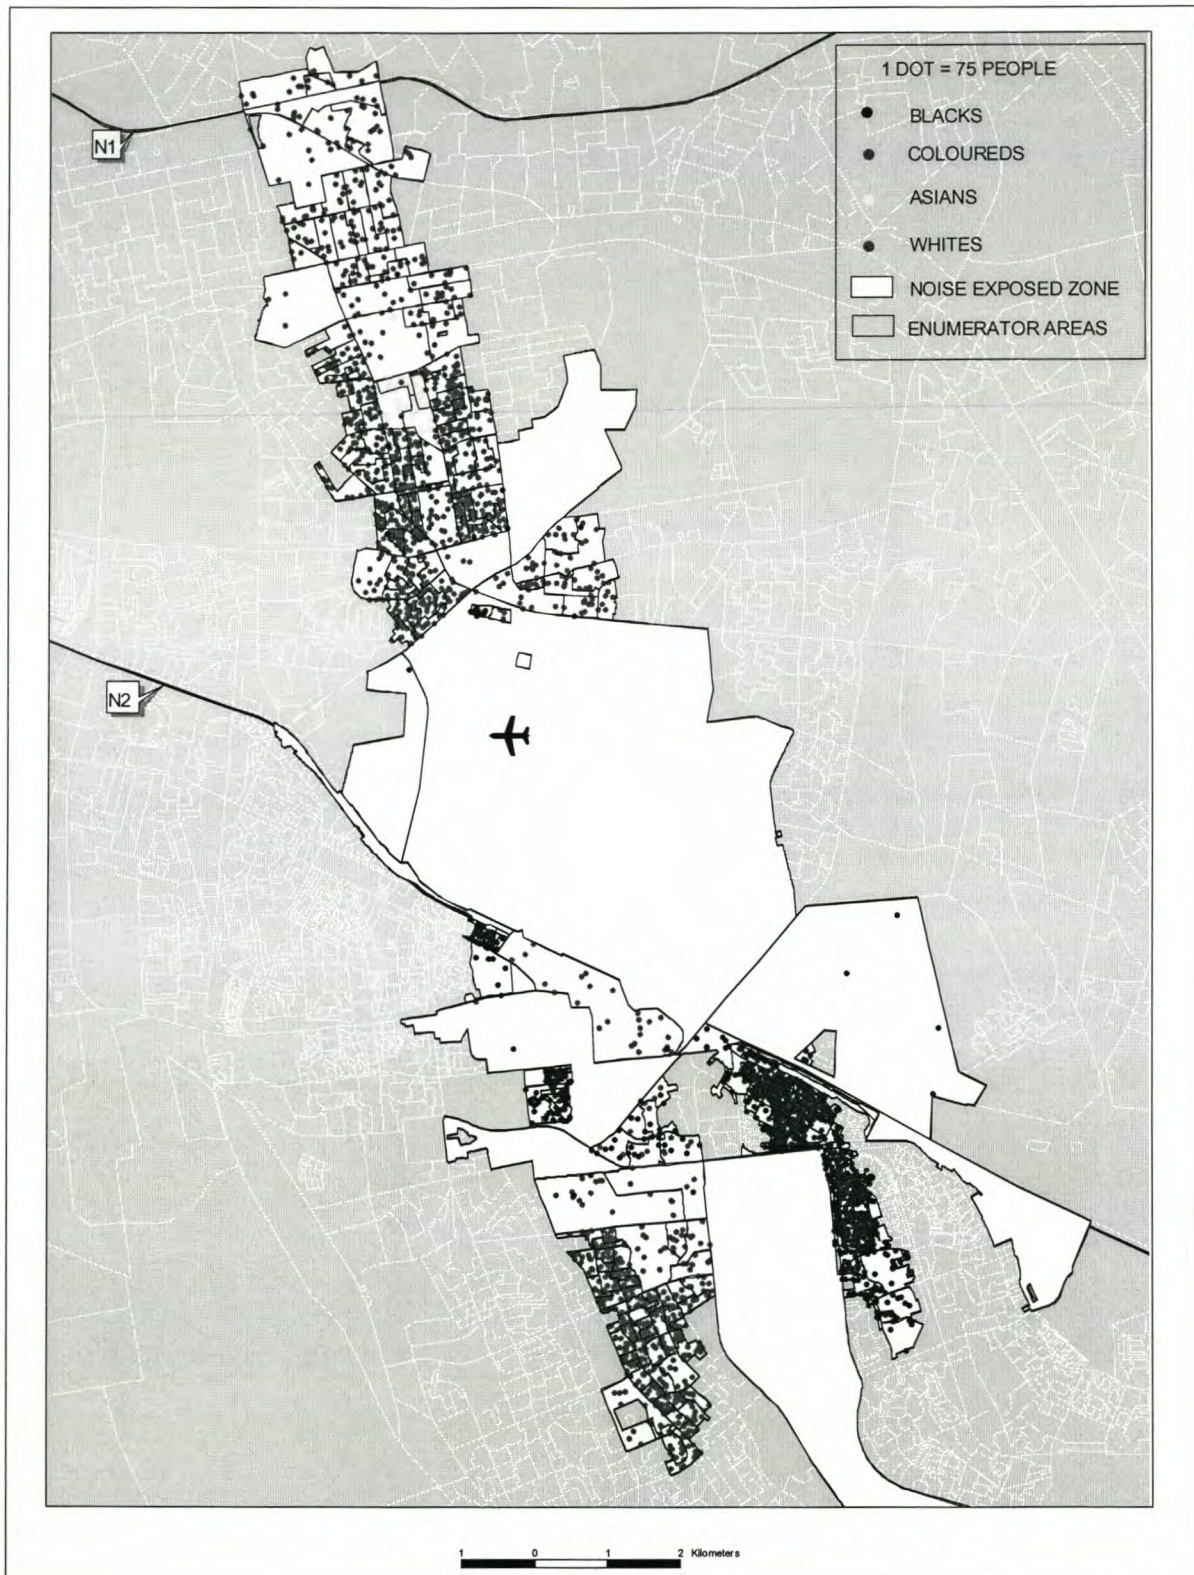 1 DOT = 75 PEOPLE
BLACKS
COLOUREDS
ASIANS
WHITES
NOISE EXPOSED ZONE
ENUMERATOR AREAS
N1
N2
1 0 1 2 Kilometers